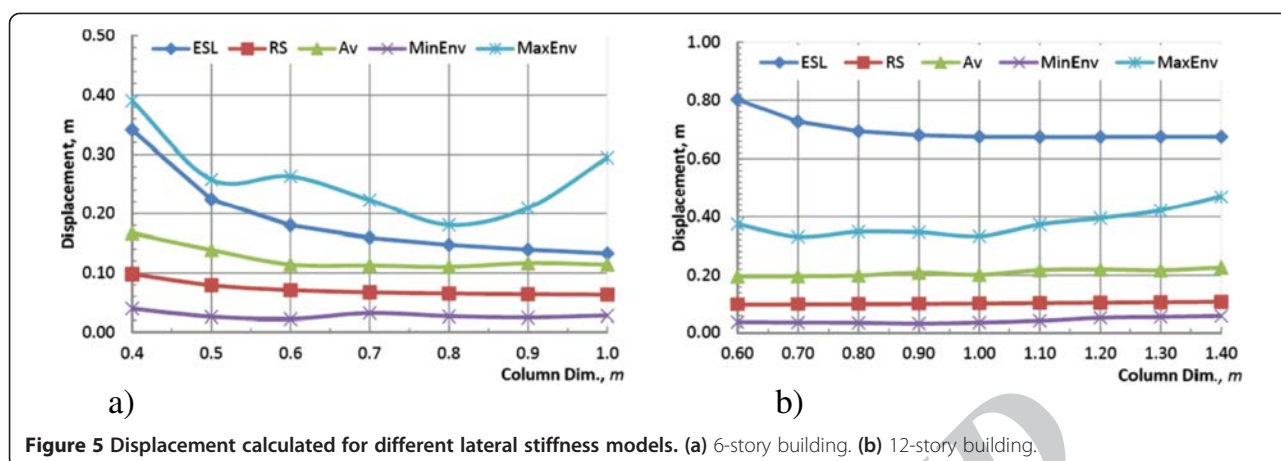 0.50
ESL RS Av MinEnv MaxEnv
0.40
0.30
0.20
0.10
0.00
Displacement, m
0.4 0.5 0.6 0.7 0.8 0.9 1.0
Column Dim., m
a)
1.00
ESL RS Av MinEnv MaxEnv
0.80
0.60
0.40
0.20
0.00
Displacement, m
0.60 0.70 0.80 0.90 1.00 1.10 1.20 1.30 1.40
Column Dim., m
b)
Figure 5 Displacement calculated for different lateral stiffness models. (a) 6-story building. (b) 12-story building.